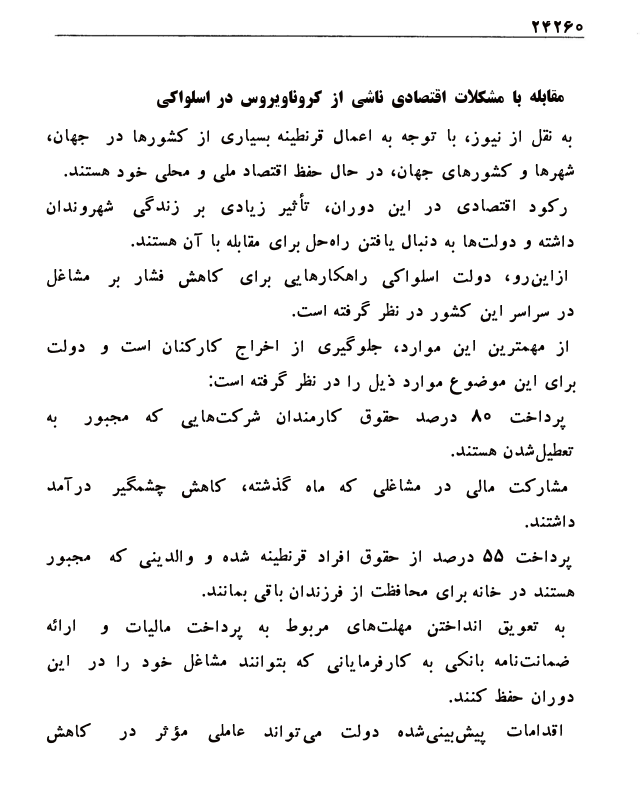 ۲۴۲۶۰
مقابله با مشکلات اقتصادی ناشی از کروناویروس در اسلواکی
به نقل از نیوز، با توجه به اعمال قرنطینه بسیاری از کشورها در جهان،
شهرها و کشورهای جهان، در حال حفظ اقتصاد ملی و محلی خود هستند.
رکود اقتصادی در این دوران، تأثیر زیادی بر زندگی شهروندان
داشته و دولت‌ها به دنبال یافتن راه‌حل برای مقابله با آن هستند.
ازاین‌رو، دولت اسلواکی راهکارهایی برای کاهش فشار بر مشاغل
در سراسر این کشور در نظر گرفته است.
از مهمترین این موارد، جلوگیری از اخراج کارکنان است و دولت
برای این موضوع موارد ذیل را در نظر گرفته است:
پرداخت ۸۰ درصد حقوق کارمندان شرکت‌هایی که مجبور به
تعطیل‌شدن هستند.
مشارکت مالی در مشاغلی که ماه گذشته، کاهش چشمگیر درآمد
داشتند.
پرداخت ۵۵ درصد از حقوق افراد قرنطینه شده و والدینی که مجبور
هستند در خانه برای محافظت از فرزندان باقی بمانند.
به تعویق انداختن مهلت‌های مربوط به پرداخت مالیات و ارائه
ضمانت‌نامه بانکی به کارفرمایانی که بتوانند مشاغل خود را در این
دوران حفظ کنند.
اقدامات پیش‌بینی‌شده دولت می‌تواند عاملی مؤثر در کاهش